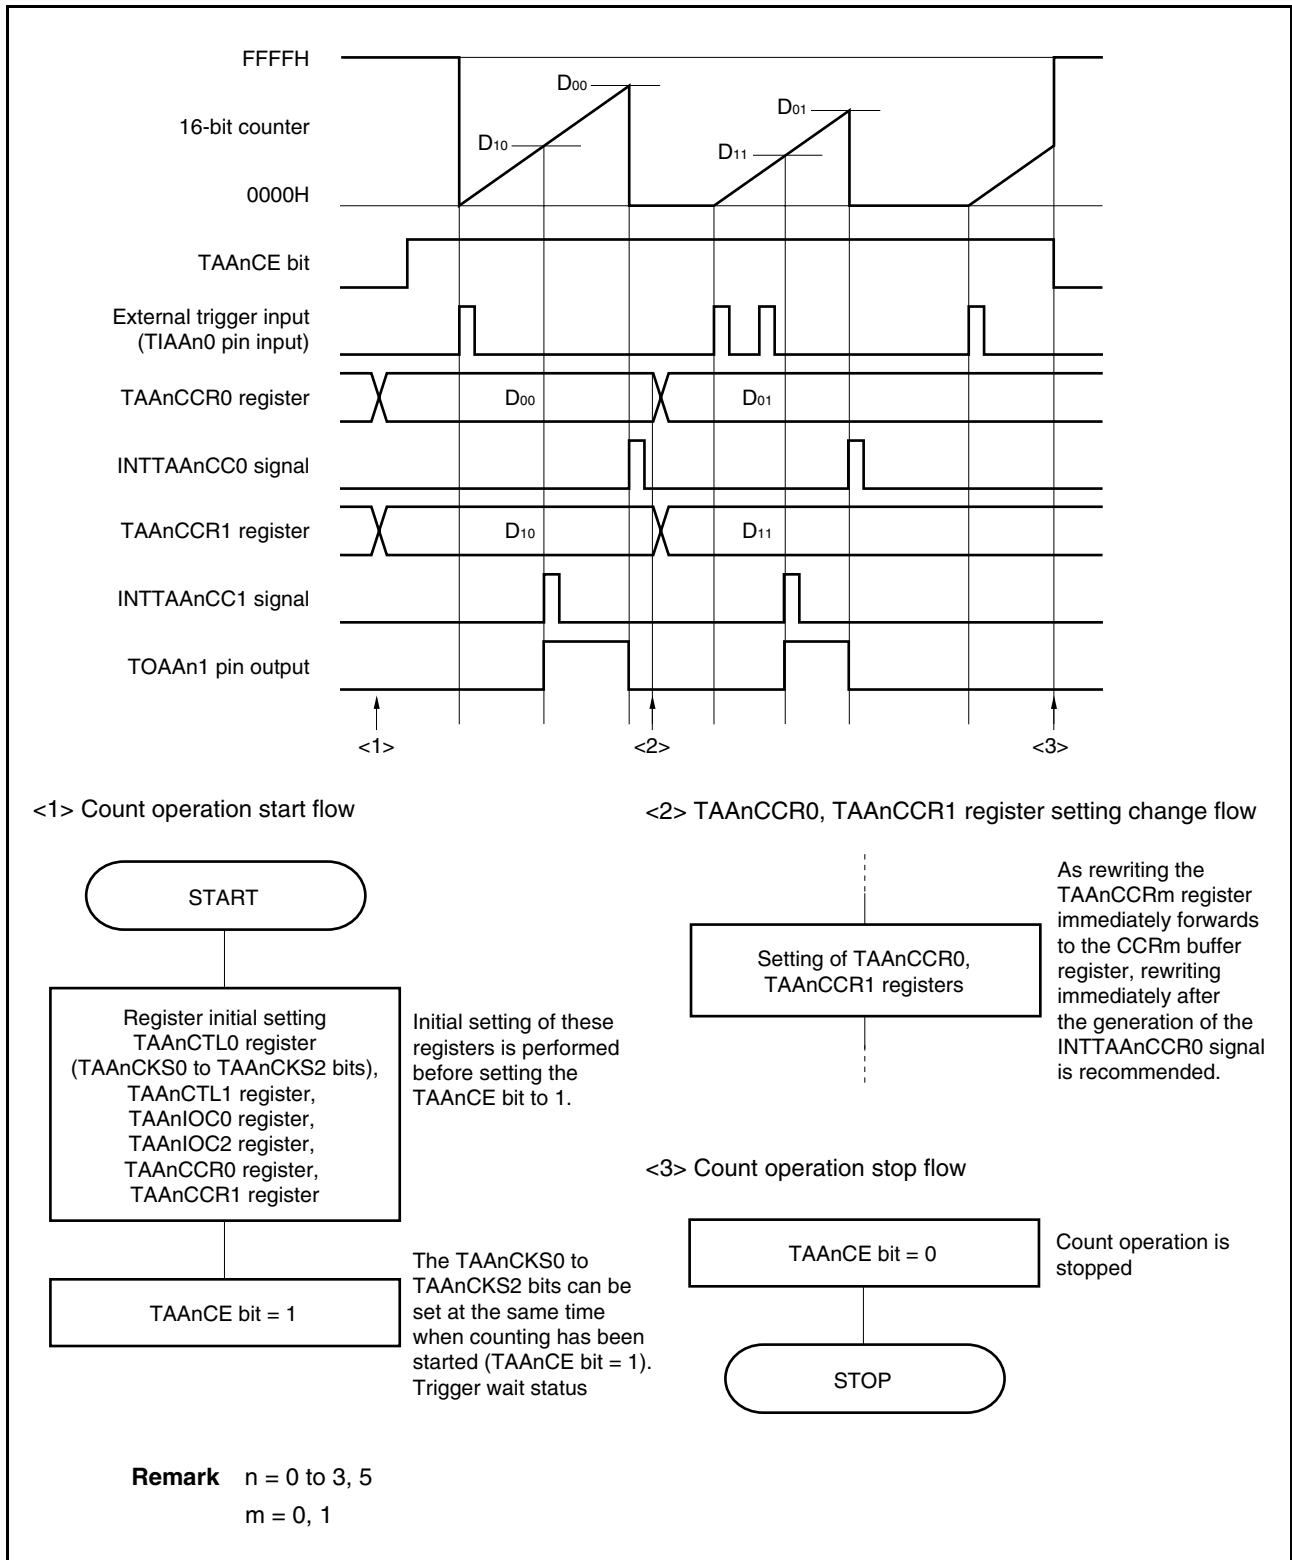 FFFFH
D00
D01
16-bit counter
D10
D11
0000H
TAAnCE bit
External trigger input
(TIAAn0 pin input)
TAAnCCR0 register
D00
D01
INTTAAnCC0 signal
TAAnCCR1 register
D10
D11
INTTAAnCC1 signal
TOAAn1 pin output
<1>
<2>
<3>
<1> Count operation start flow
START
Register initial setting
TAAnCTL0 register
(TAAnCKS0 to TAAnCKS2 bits),
TAAnCTL1 register,
TAAnIOC0 register,
TAAnIOC2 register,
TAAnCCR0 register,
TAAnCCR1 register
Initial setting of these
registers is performed
before setting the
TAAnCE bit to 1.
TAAnCE bit = 1
The TAAnCKS0 to
TAAnCKS2 bits can be
set at the same time
when counting has been
started (TAAnCE bit = 1).
Trigger wait status
<2> TAAnCCR0, TAAnCCR1 register setting change flow
Setting of TAAnCCR0,
TAAnCCR1 registers
As rewriting the
TAAnCCRm register
immediately forwards
to the CCRm buffer
register, rewriting
immediately after
the generation of the
INTTAAnCCR0 signal
is recommended.
<3> Count operation stop flow
TAAnCE bit = 0
Count operation is
stopped
STOP
Remark n = 0 to 3, 5
m = 0, 1